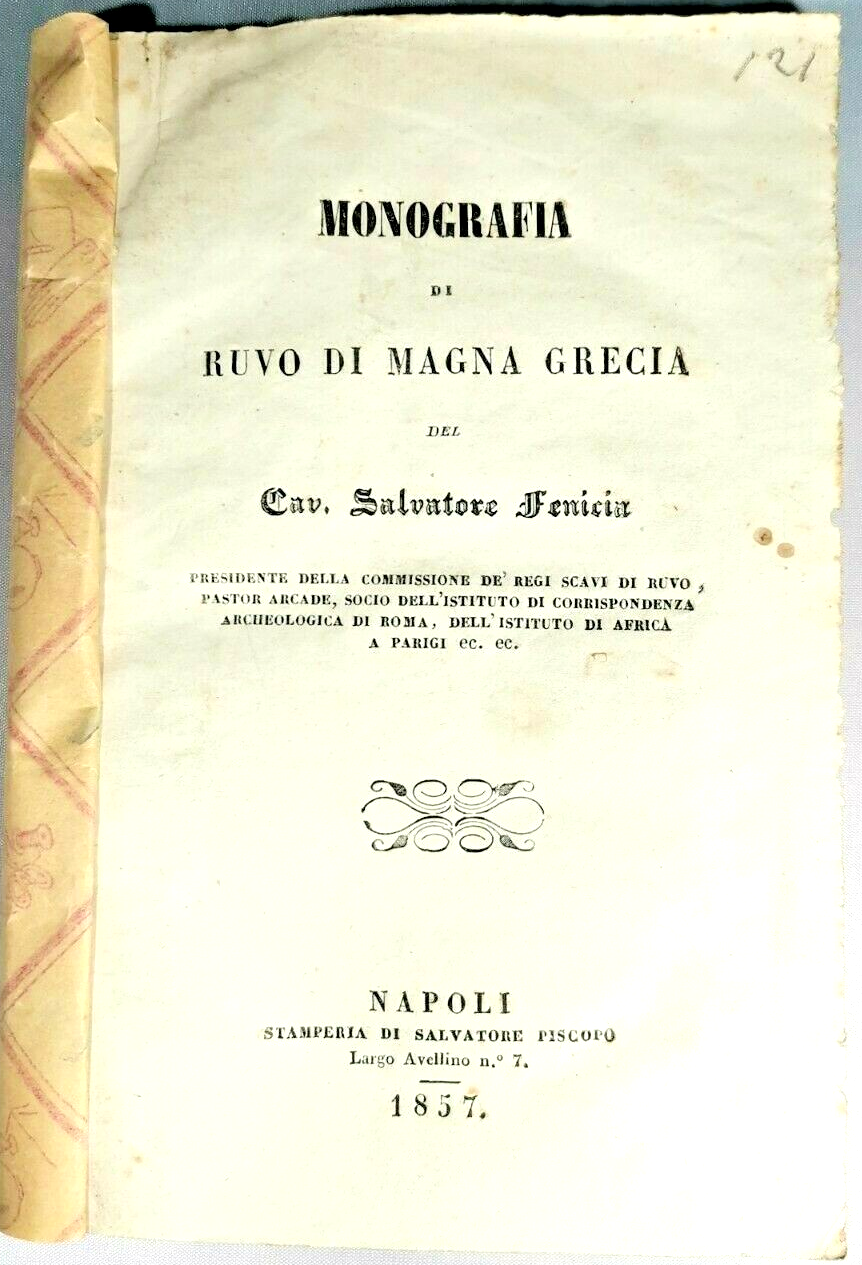 121
MONOGRAFIA
DI
RUVO DI MAGNA GRECIA
DEL
Cav. Salvatore Fenicia
PRESIDENTE DELLA COMMISSIONE DE' REGI SCAVI DI RUVO,
PASTOR ARCADE, SOCIO DELL'ISTITUTO DI CORRISPONDENZA
ARCHEOLOGICA DI ROMA, DELL'ISTITUTO DI AFRICA
A PARIGI ec. ec.
NAPOLI
STAMPERIA DI SALVATORE PISCOPO
Largo Avellino n.º 7.
1857.